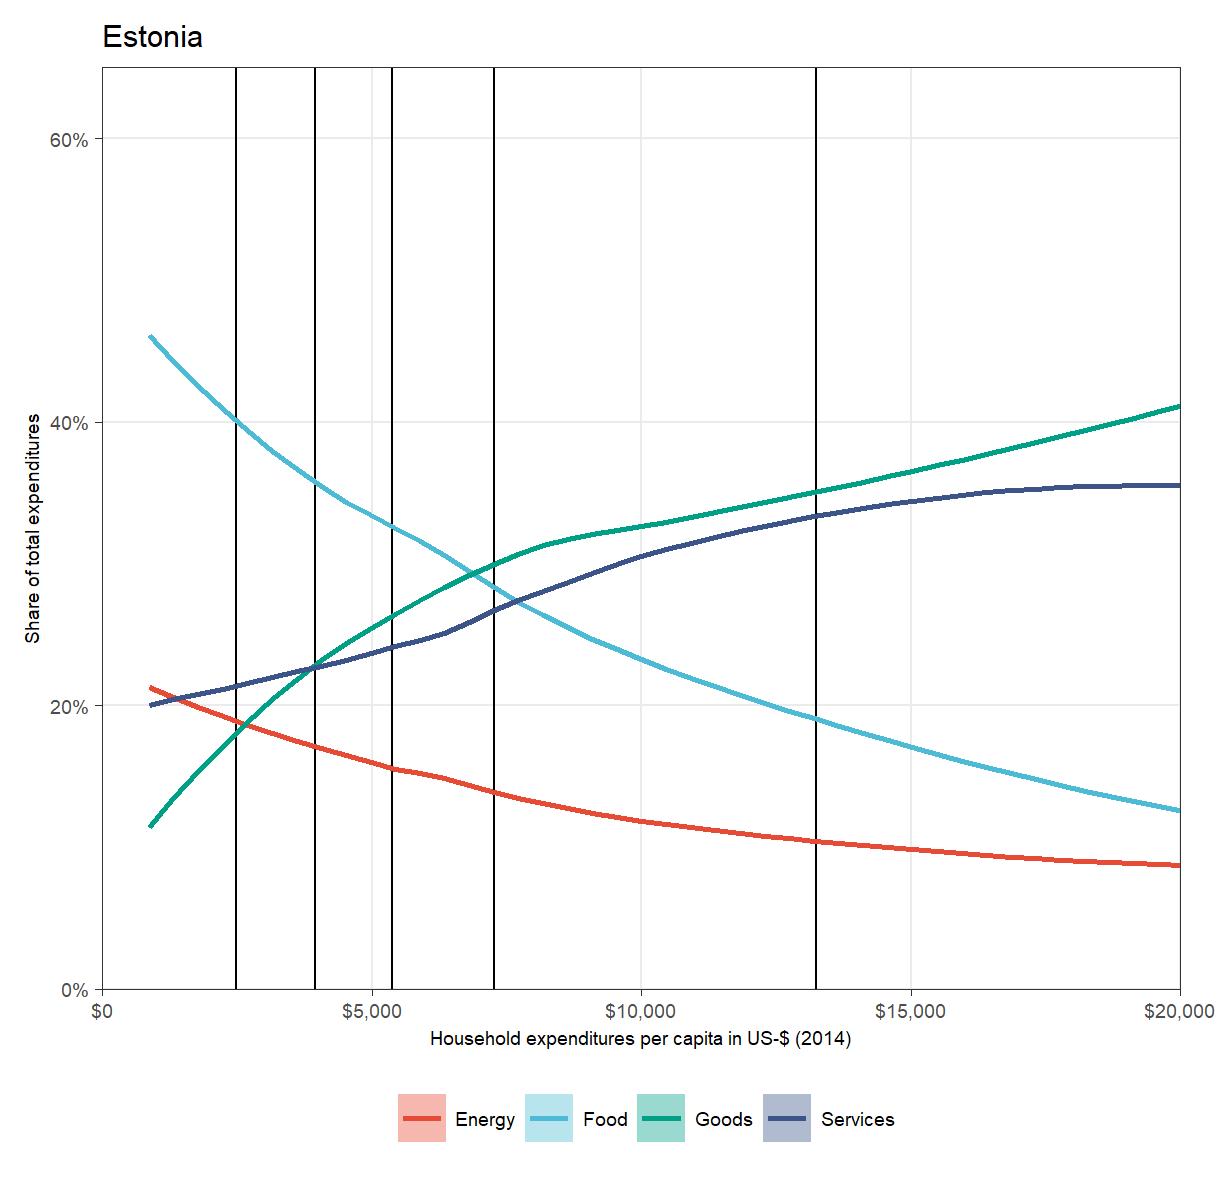 Estonia
60%
40%
20%
0%
Share of total expenditures
$0 $5,000 $10,000 $15,000 $20,000
Household expenditures per capita in US-$ (2014)
Energy Food Goods Services